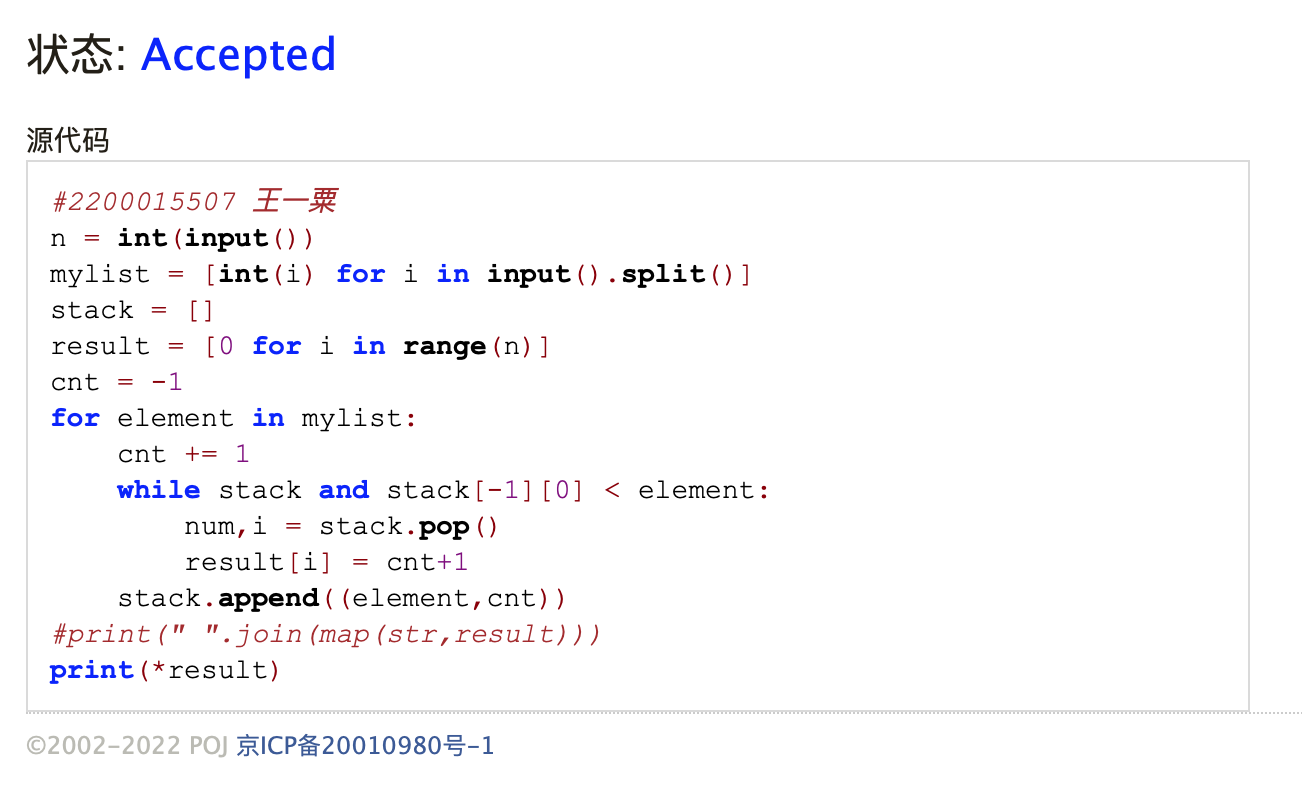 状态: Accepted
源代码
#2200015507 王一粟
n = int(input())
mylist = [int(i) for i in input().split()]
stack = []
result = [0 for i in range(n)]
cnt = -1
for element in mylist:
    cnt += 1
    while stack and stack[-1][0] < element:
        num,i = stack.pop()
        result[i] = cnt+1
    stack.append((element,cnt))
#print(" ".join(map(str,result)))
print(*result)
©2002-2022 POJ 京ICP备20010980号-1